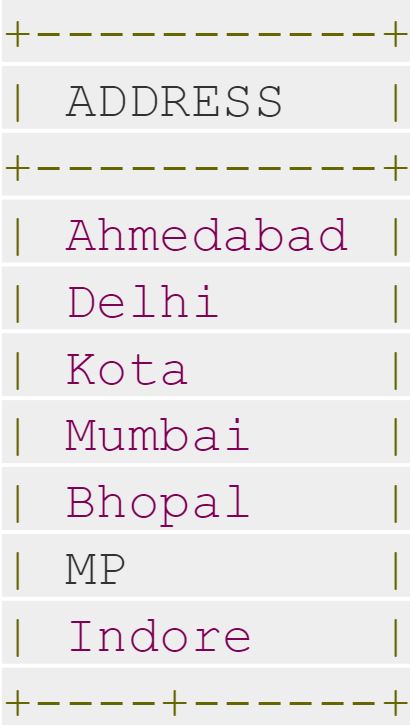 +------------+
| ADDRESS    |
+------------+
| Ahmedabad  |
| Delhi      |
| Kota       |
| Mumbai     |
| Bhopal     |
| MP         |
| Indore     |
+----+-------+